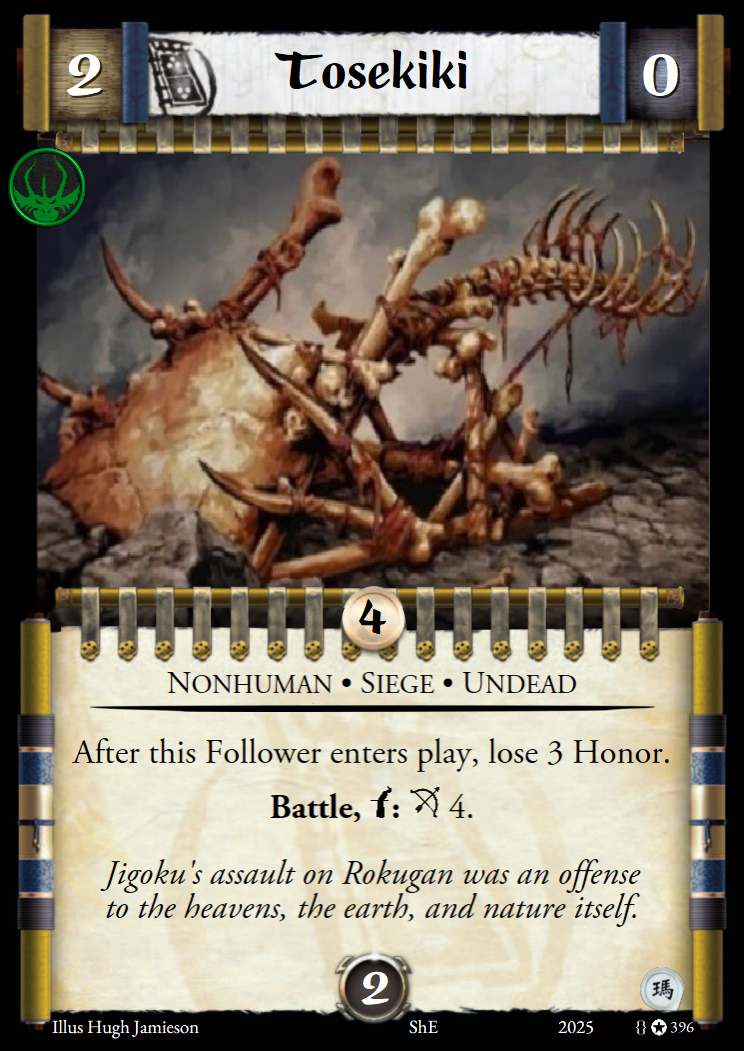 2 Tosekiki 0
4
Nonhuman • Siege • Undead
After this Follower enters play, lose 3 Honor.
Battle, : 4.
Jigoku's assault on Rokugan was an offense
to the heavens, the earth, and nature itself.
2
瑪
Illus Hugh Jamieson ShE 2025 {} 396